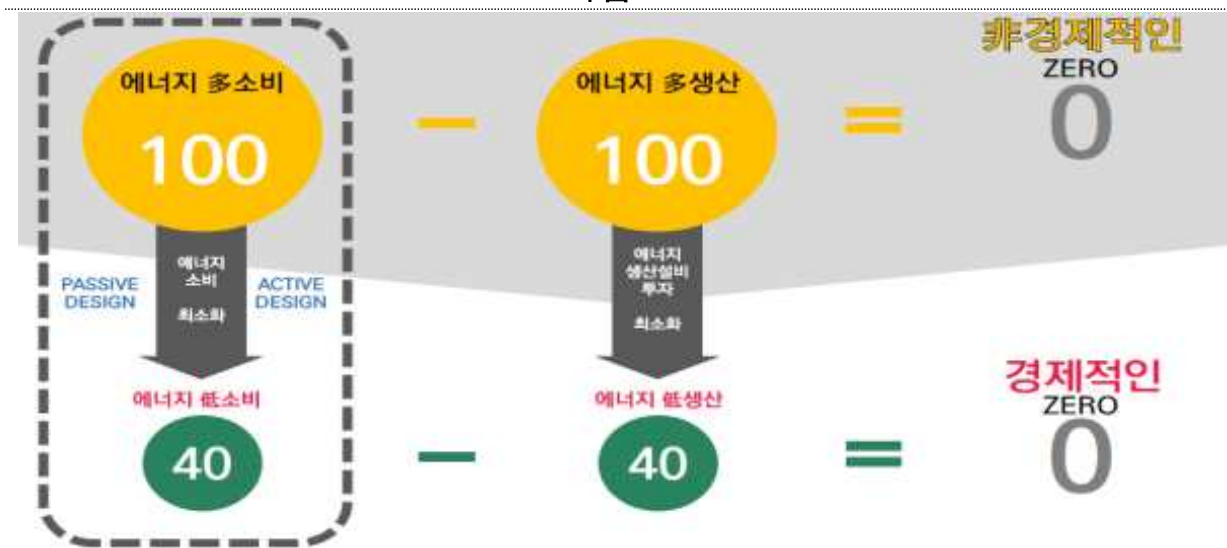 에너지 多소비
100
−
에너지 多생산
100
=
非경제적인
ZERO
0
PASSIVE
DESIGN
에너지
소비
최소화
ACTIVE
DESIGN
에너지
생산설비
투자
최소화
에너지 低소비
40
−
에너지 低생산
40
=
경제적인
ZERO
0